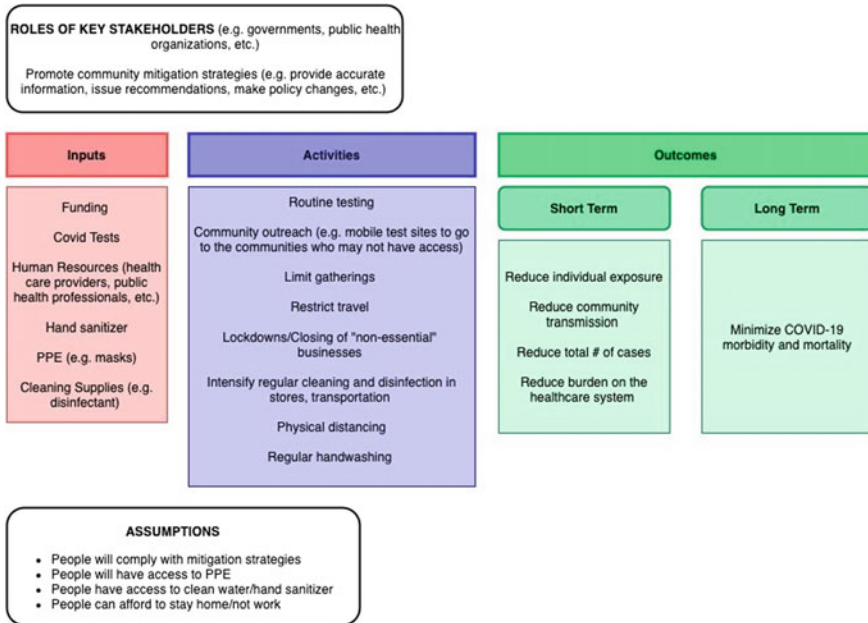 ROLES OF KEY STAKEHOLDERS (e.g. governments, public health
organizations, etc.)
Promote community mitigation strategies (e.g. provide accurate
information, issue recommendations, make policy changes, etc.)
Inputs
Funding
Covid Tests
Human Resources (health
care providers, public
health professionals, etc.)
Hand sanitizer
PPE (e.g. masks)
Cleaning Supplies (e.g.
disinfectant)
Activities
Routine testing
Community outreach (e.g. mobile test sites to go
to the communities who may not have access)
Limit gatherings
Restrict travel
Lockdowns/Closing of "non-essential"
businesses
Intensify regular cleaning and disinfection in
stores, transportation
Physical distancing
Regular handwashing
Outcomes
Short Term
Reduce individual exposure
Reduce community
transmission
Reduce total # of cases
Reduce burden on the
healthcare system
Long Term
Minimize COVID-19
morbidity and mortality
ASSUMPTIONS
• People will comply with mitigation strategies
• People will have access to PPE
• People have access to clean water/hand sanitizer
• People can afford to stay home/not work